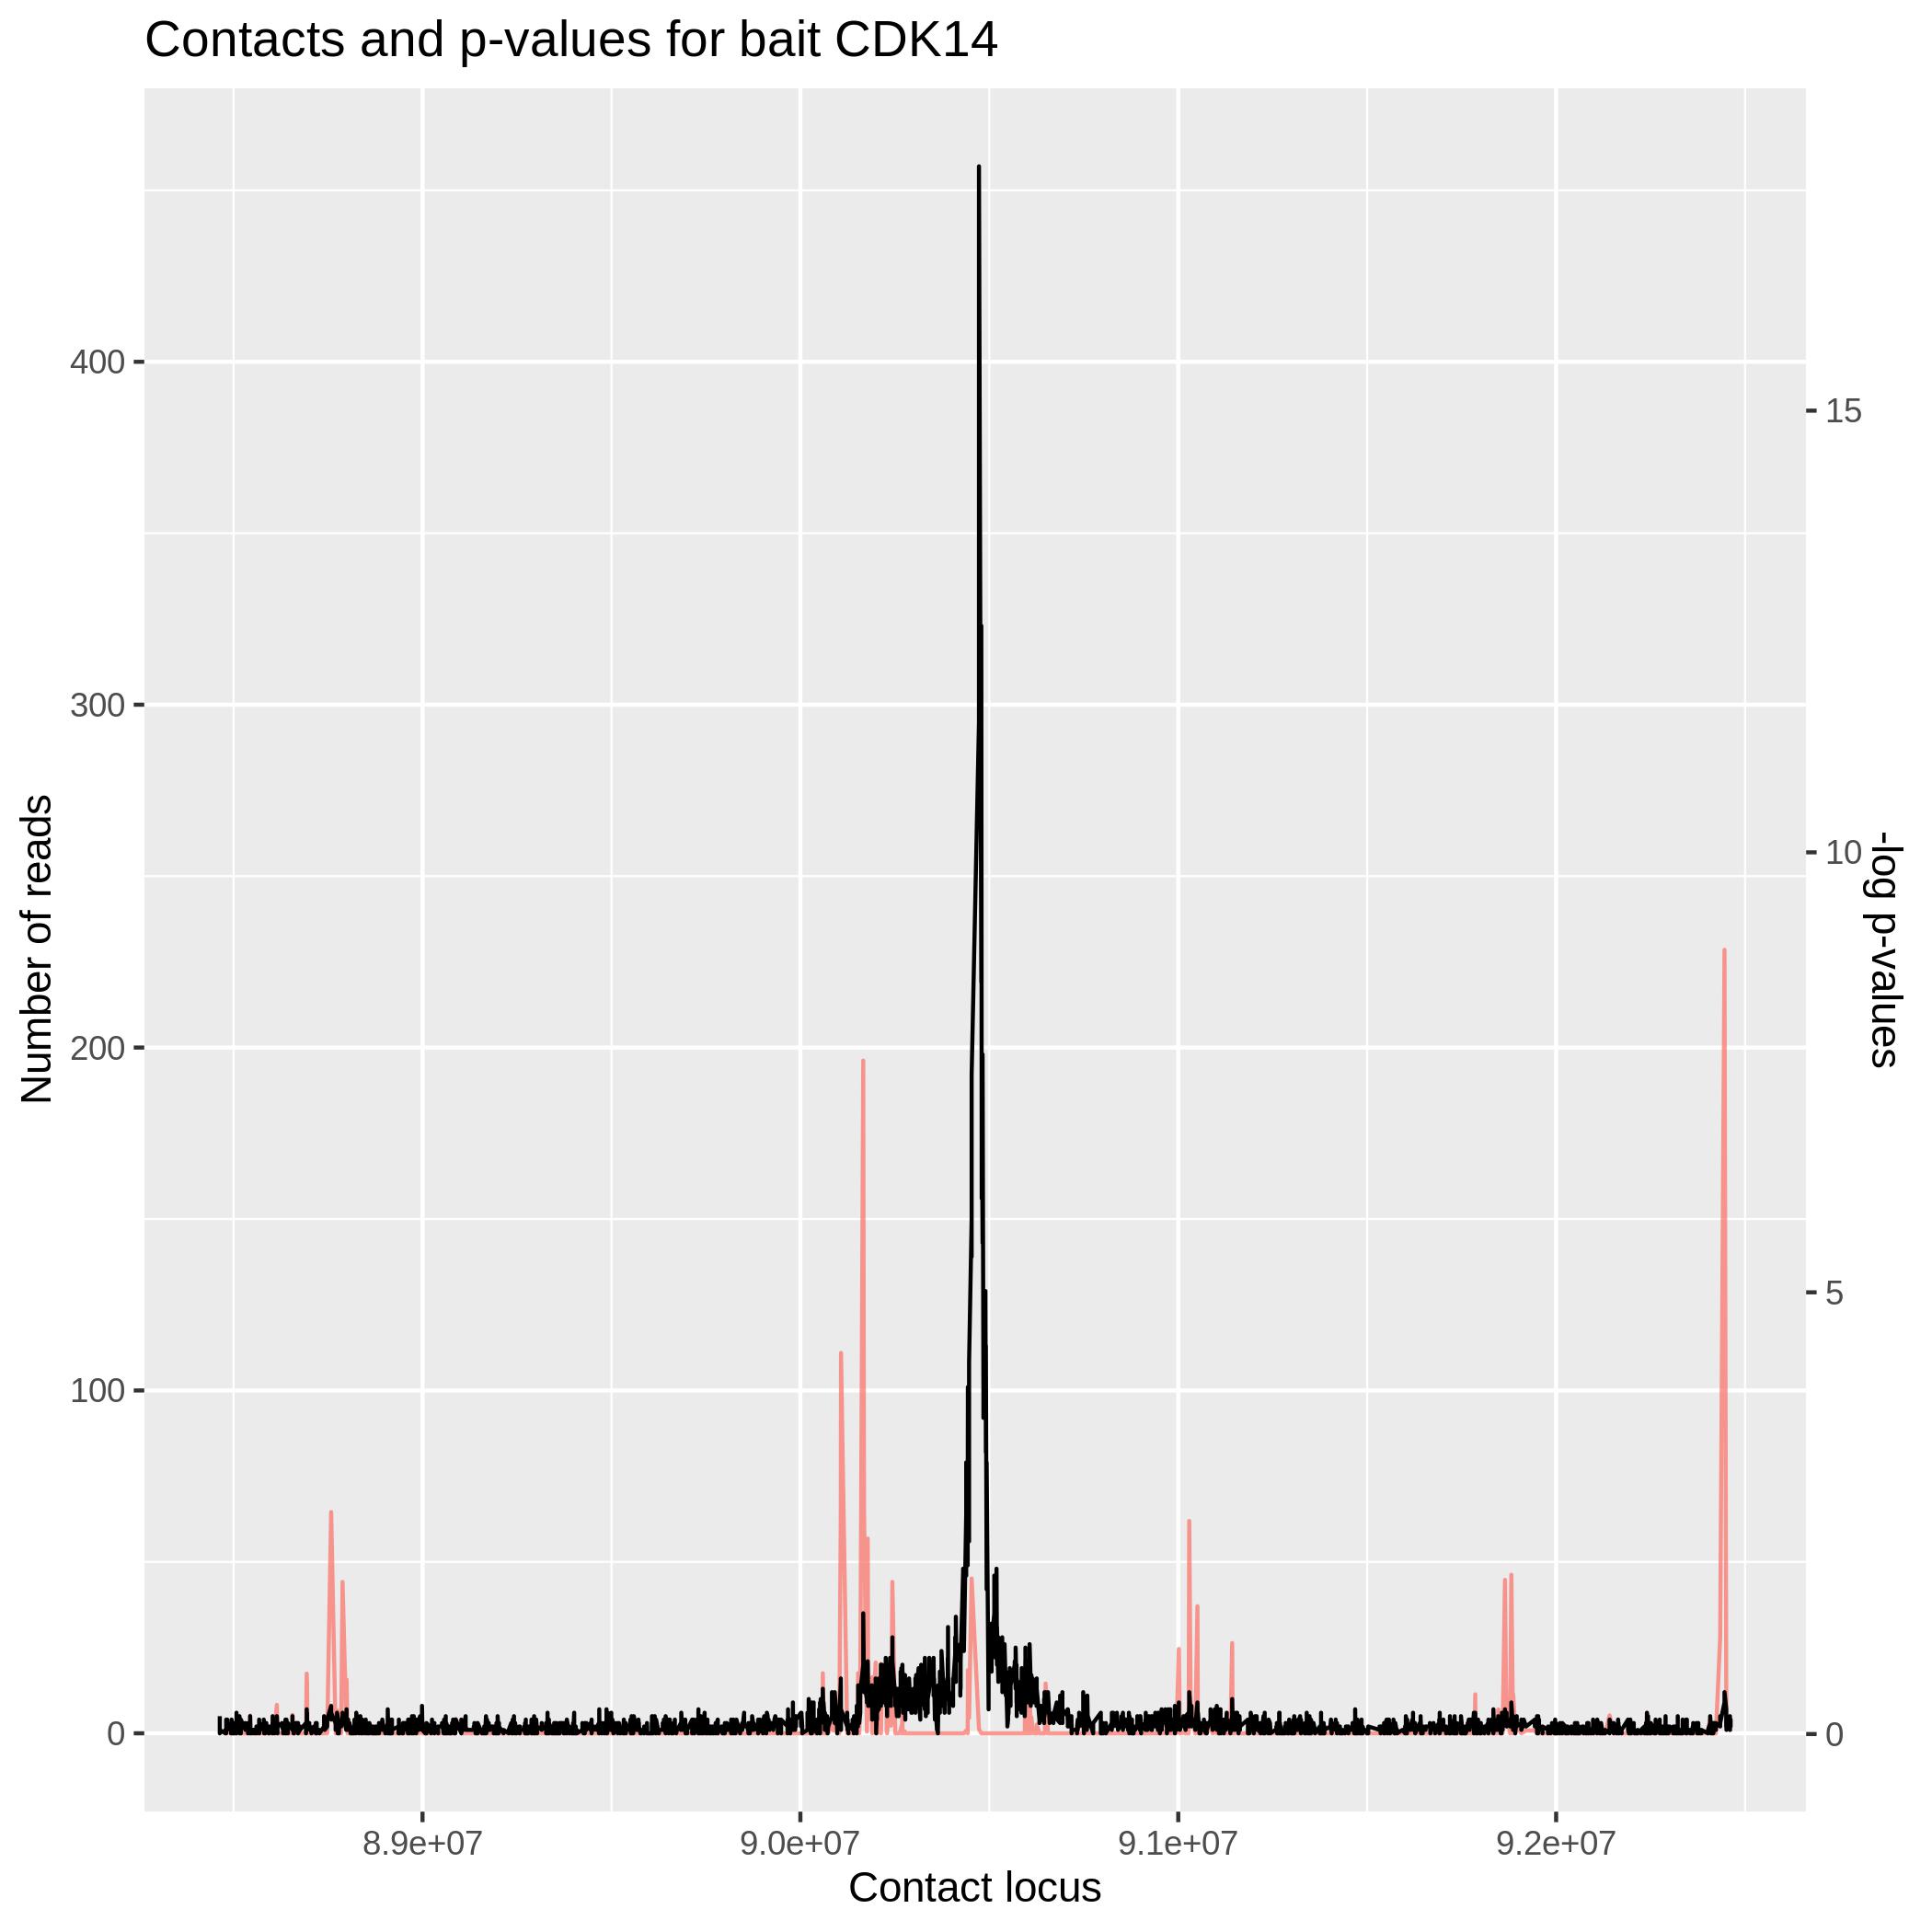 Contacts and p-values for bait CDK14
Number of reads
400
300
200
100
0
15
10
5
0
-log p-values
8.9e+07 9.0e+07 9.1e+07 9.2e+07
Contact locus